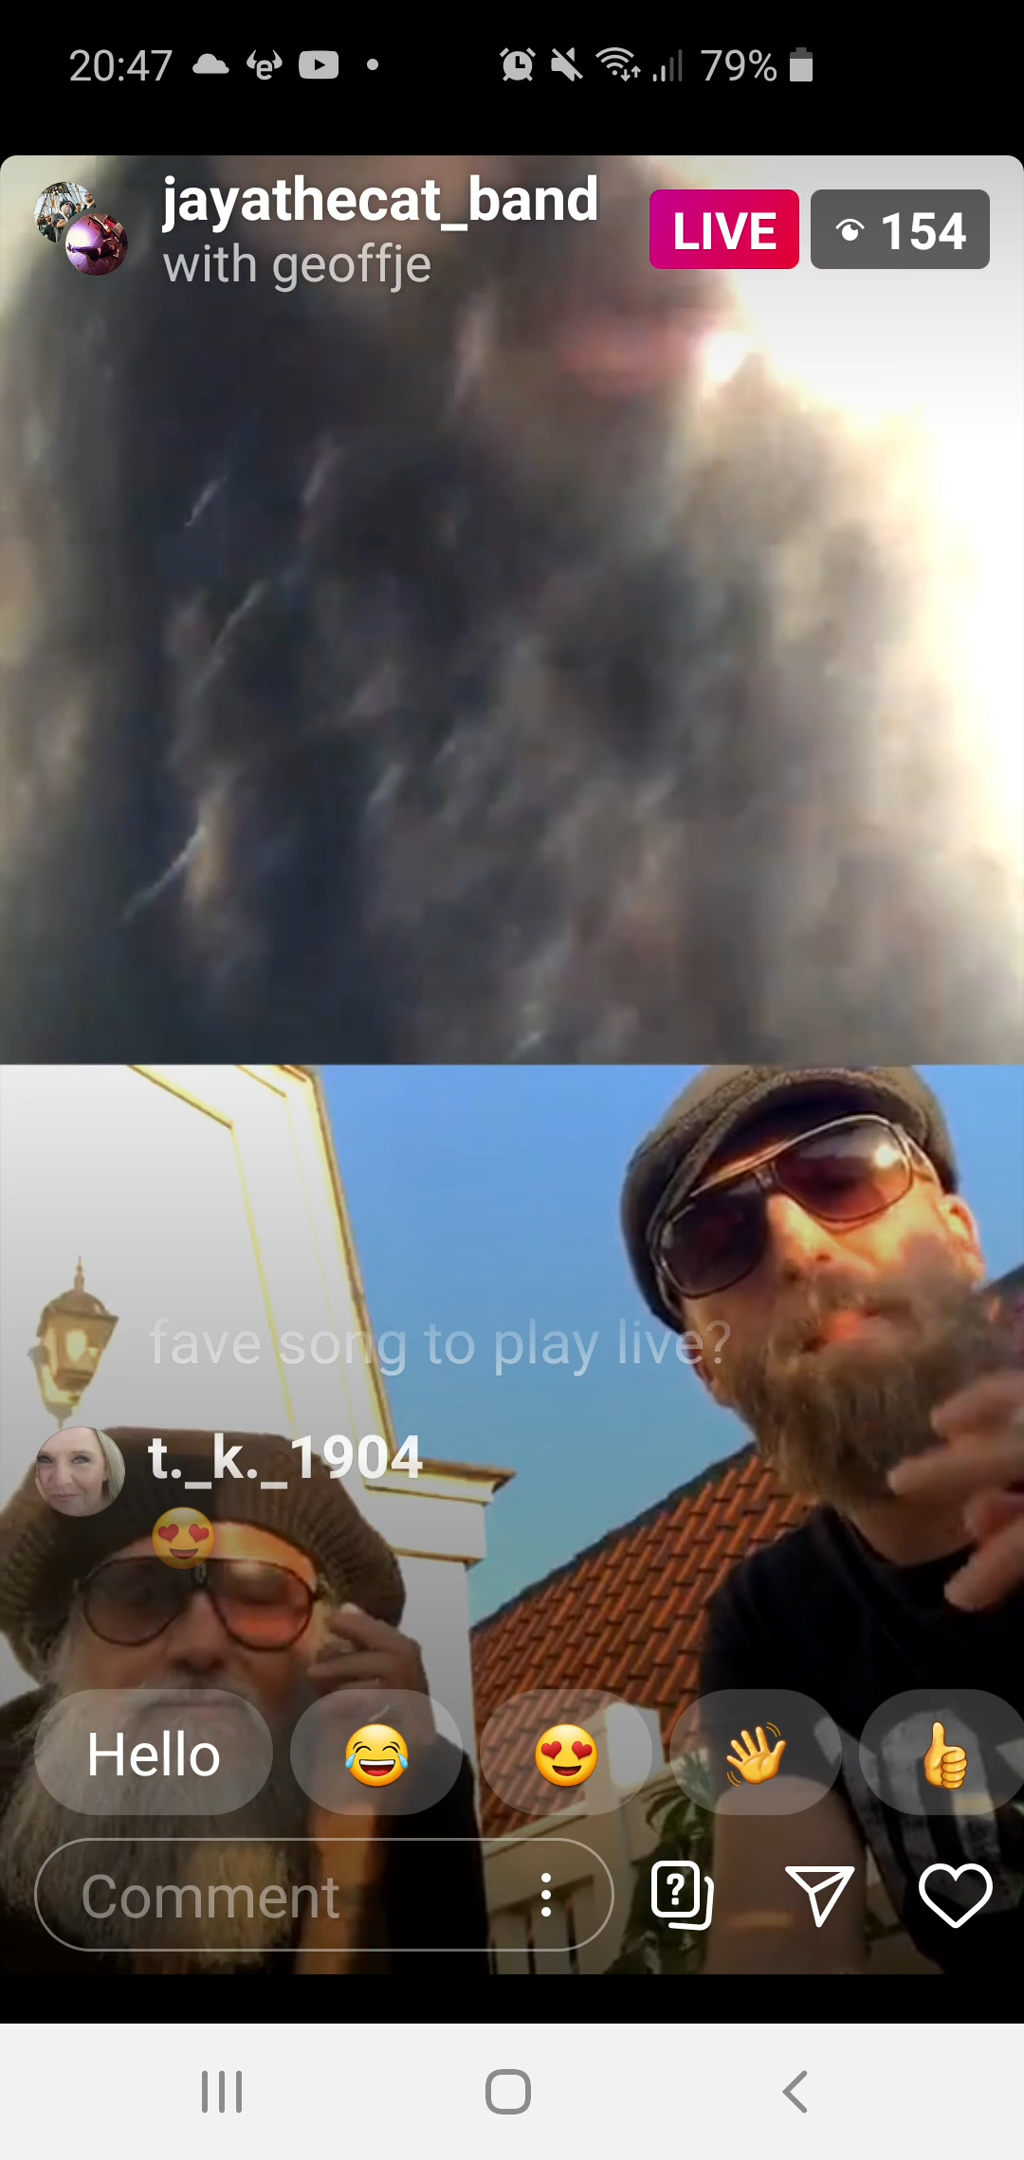 20:47
79%
jayathecat_band
with geoffje
LIVE
154
fave song to play live?
t._k._1904
Hello
Comment